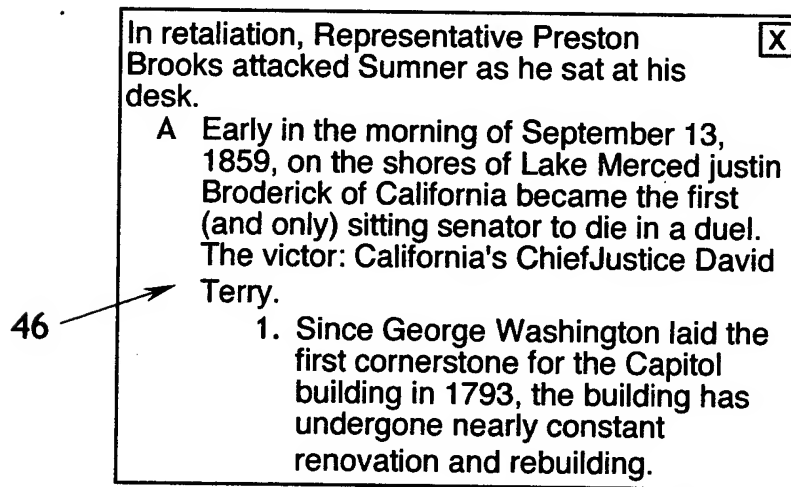 In retaliation, Representative Preston X
Brooks attacked Sumner as he sat at his
desk.
A Early in the morning of September 13,
1859, on the shores of Lake Merced justin
Broderick of California became the first
(and only) sitting senator to die in a duel.
The victor: California's ChiefJustice David
Terry.
46
1. Since George Washington laid the
first cornerstone for the Capitol
building in 1793, the building has
undergone nearly constant
renovation and rebuilding.